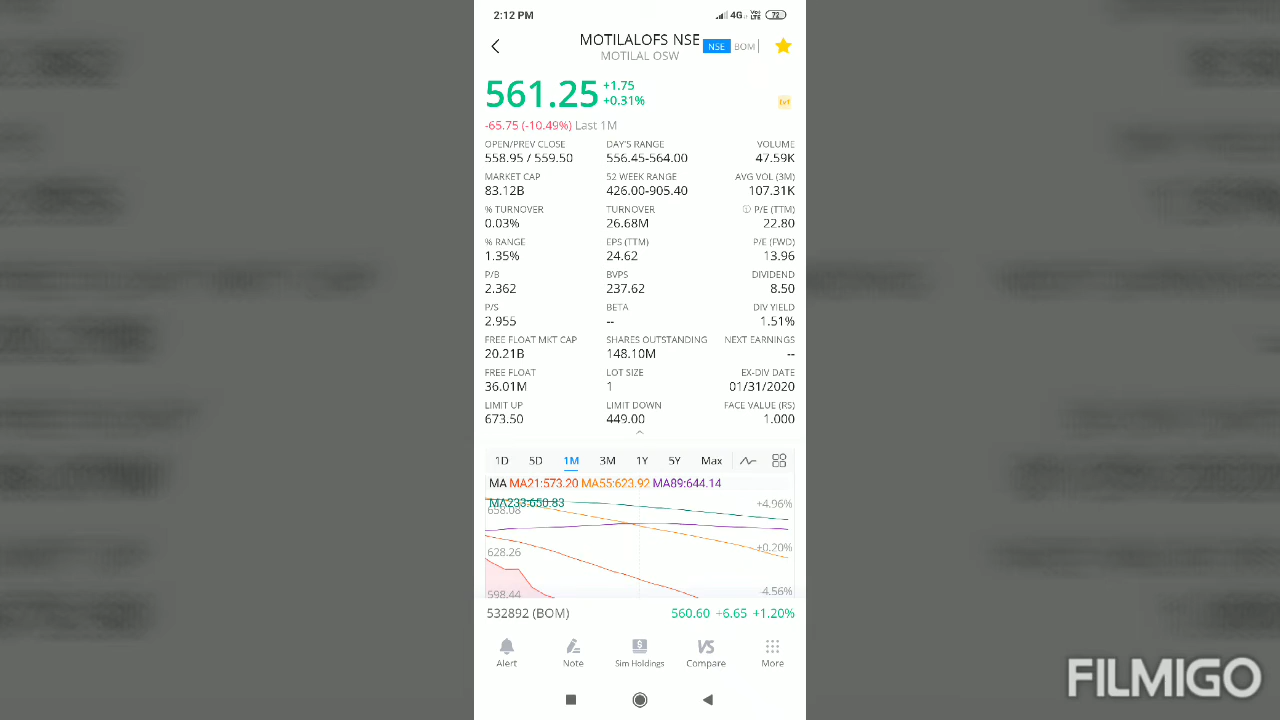 2:12 PM 4G Vo LTE 72
MOTILALOFS NSE NSE BOM
MOTILAL OSW
561.25 +1.75
+0.31%
Lv1
-65.75 (-10.49%) Last 1M
OPEN/PREV CLOSE DAY'S RANGE VOLUME
558.95 / 559.50 556.45-564.00 47.59K
MARKET CAP 52 WEEK RANGE AVG VOL (3M)
83.12B 426.00-905.40 107.31K
% TURNOVER TURNOVER P/E (TTM)
0.03% 26.68M 22.80
% RANGE EPS (TTM) P/E (FWD)
1.35% 24.62 13.96
P/B BVPS DIVIDEND
2.362 237.62 8.50
P/S BETA DIV YIELD
2.955 -- 1.51%
FREE FLOAT MKT CAP SHARES OUTSTANDING NEXT EARNINGS
20.21B 148.10M --
FREE FLOAT LOT SIZE EX-DIV DATE
36.01M 1 01/31/2020
LIMIT UP LIMIT DOWN FACE VALUE (RS)
673.50 449.00 1.000
1D 5D 1M 3M 1Y 5Y Max
MA MA21:573.20 MA55:623.92 MA89:644.14
MA233:650.83 +4.96%
658.08
628.26 +0.20%
598.44 -4.56%
532892 (BOM) 560.60 +6.65 +1.20%
Alert Note Sim Holdings VS Compare More
FILMIGO